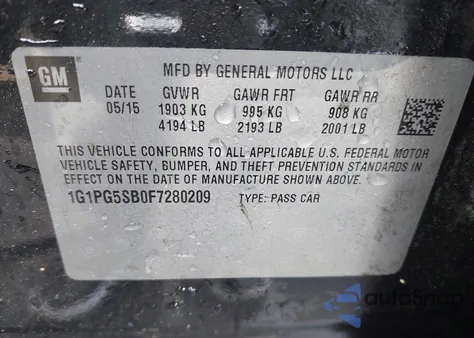 GM
MFD BY GENERAL MOTORS LLC
DATE GVWR GAWR FRT GAWR RR
05/15 1903 KG 995 KG 908 KG
4194 LB 2193 LB 2001 LB
THIS VEHICLE CONFORMS TO ALL APPLICABLE U.S. FEDERAL MOTOR
VEHICLE SAFETY, BUMPER, AND THEFT PREVENTION STANDARDS IN
EFFECT ON THE DATE OF MANUFACTURE SHOWN ABOVE.
1G1PG5SB0F7280209 TYPE: PASS CAR
autoSnap